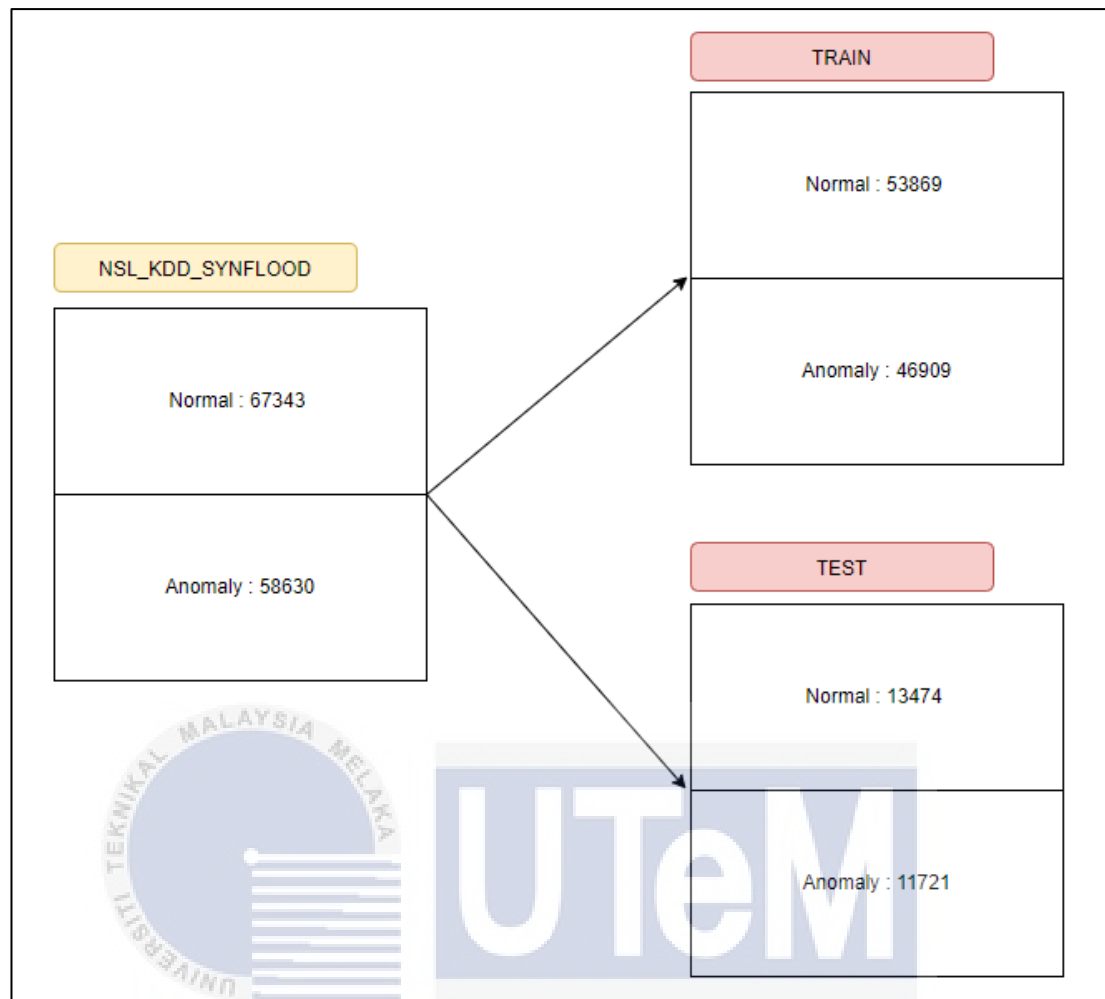 TRAIN
Normal : 53869
Anomaly : 46909
NSL_KDD_SYNFLOOD
Normal : 67343
Anomaly : 58630
TEST
Normal : 13474
Anomaly : 11721
UNIVERSITI TEKNIKAL MALAYSIA MELAKA
UTeM